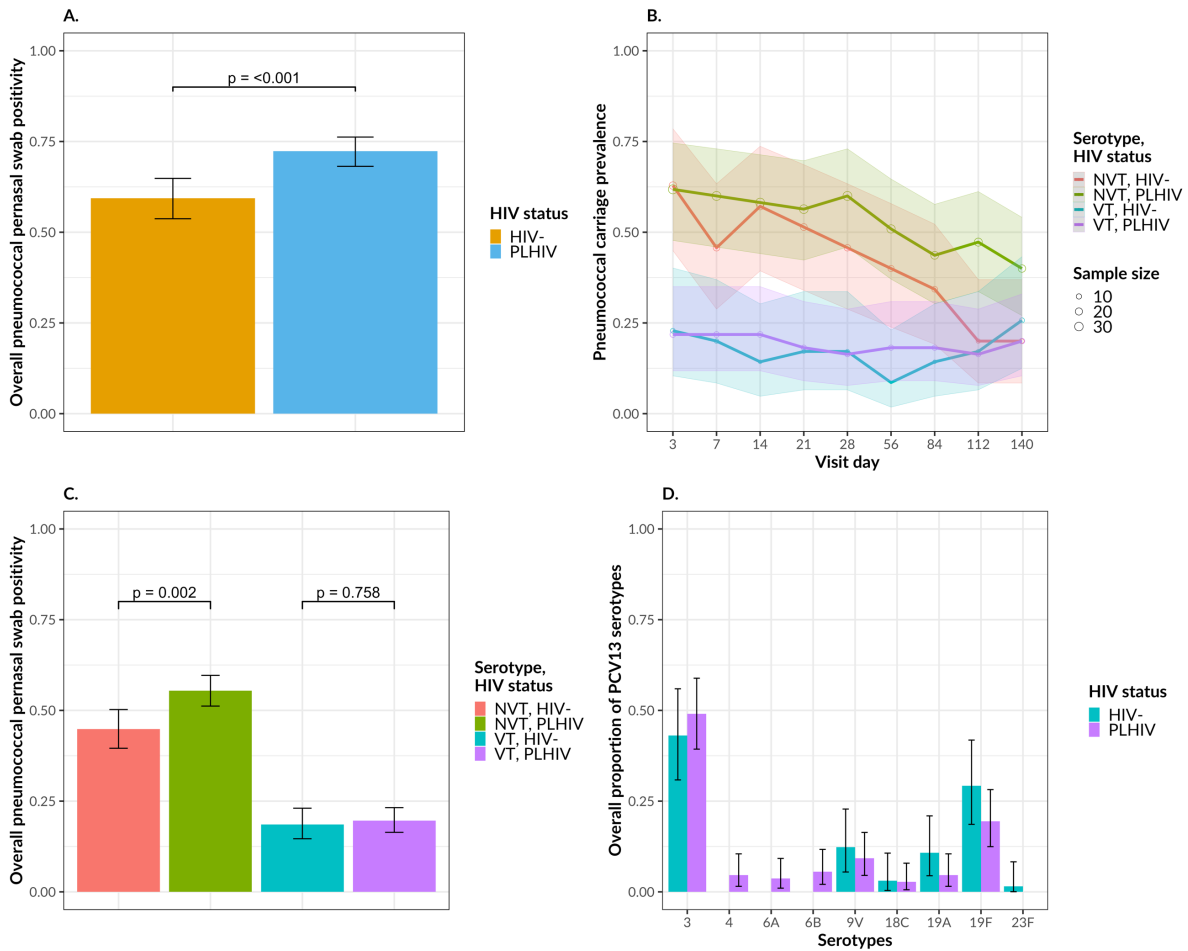 A.
Overall pneumococcal pernasal swab positivity
1.00
0.75
0.50
0.25
0.00
p = <0.001
HIV status
HIV-
PLHIV
B.
Pneumococcal carriage prevalence
1.00
0.75
0.50
0.25
0.00
3 7 14 21 28 56 84 112 140
Visit day
Serotype,
HIV status
NVT, HIV-
NVT, PLHIV
VT, HIV-
VT, PLHIV
Sample size
10
20
30
C.
Overall pneumococcal pernasal swab positivity
1.00
0.75
0.50
0.25
0.00
p = 0.002
p = 0.758
Serotype,
HIV status
NVT, HIV-
NVT, PLHIV
VT, HIV-
VT, PLHIV
D.
Overall proportion of PCV13 serotypes
1.00
0.75
0.50
0.25
0.00
3 4 6A 6B 9V 18C 19A 19F 23F
Serotypes
HIV status
HIV-
PLHIV